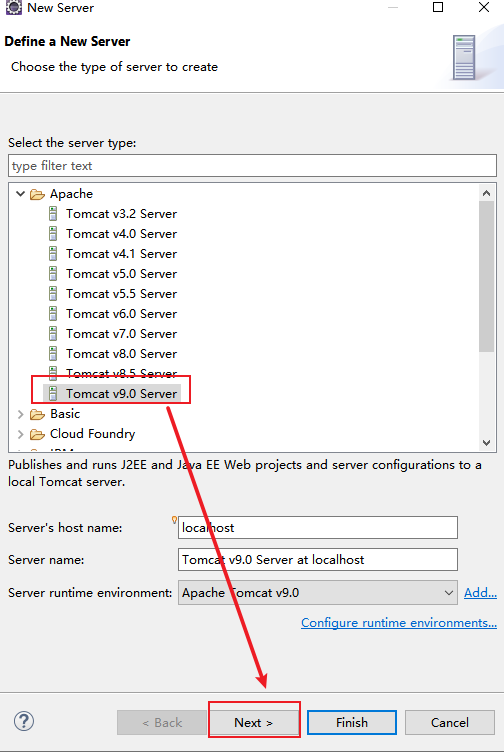 New Server
Define a New Server
Choose the type of server to create
Select the server type:
type filter text
Apache
Tomcat v3.2 Server
Tomcat v4.0 Server
Tomcat v4.1 Server
Tomcat v5.0 Server
Tomcat v5.5 Server
Tomcat v6.0 Server
Tomcat v7.0 Server
Tomcat v8.0 Server
Tomcat v8.5 Server
Tomcat v9.0 Server
Basic
Cloud Foundry
Publishes and runs J2EE and Java EE Web projects and server configurations to a
local Tomcat server.
Server's host name: localhost
Server name: Tomcat v9.0 Server at localhost
Server runtime environment: Apache Tomcat v9.0 Add...
Configure runtime environments...
? < Back Next > Finish Cancel